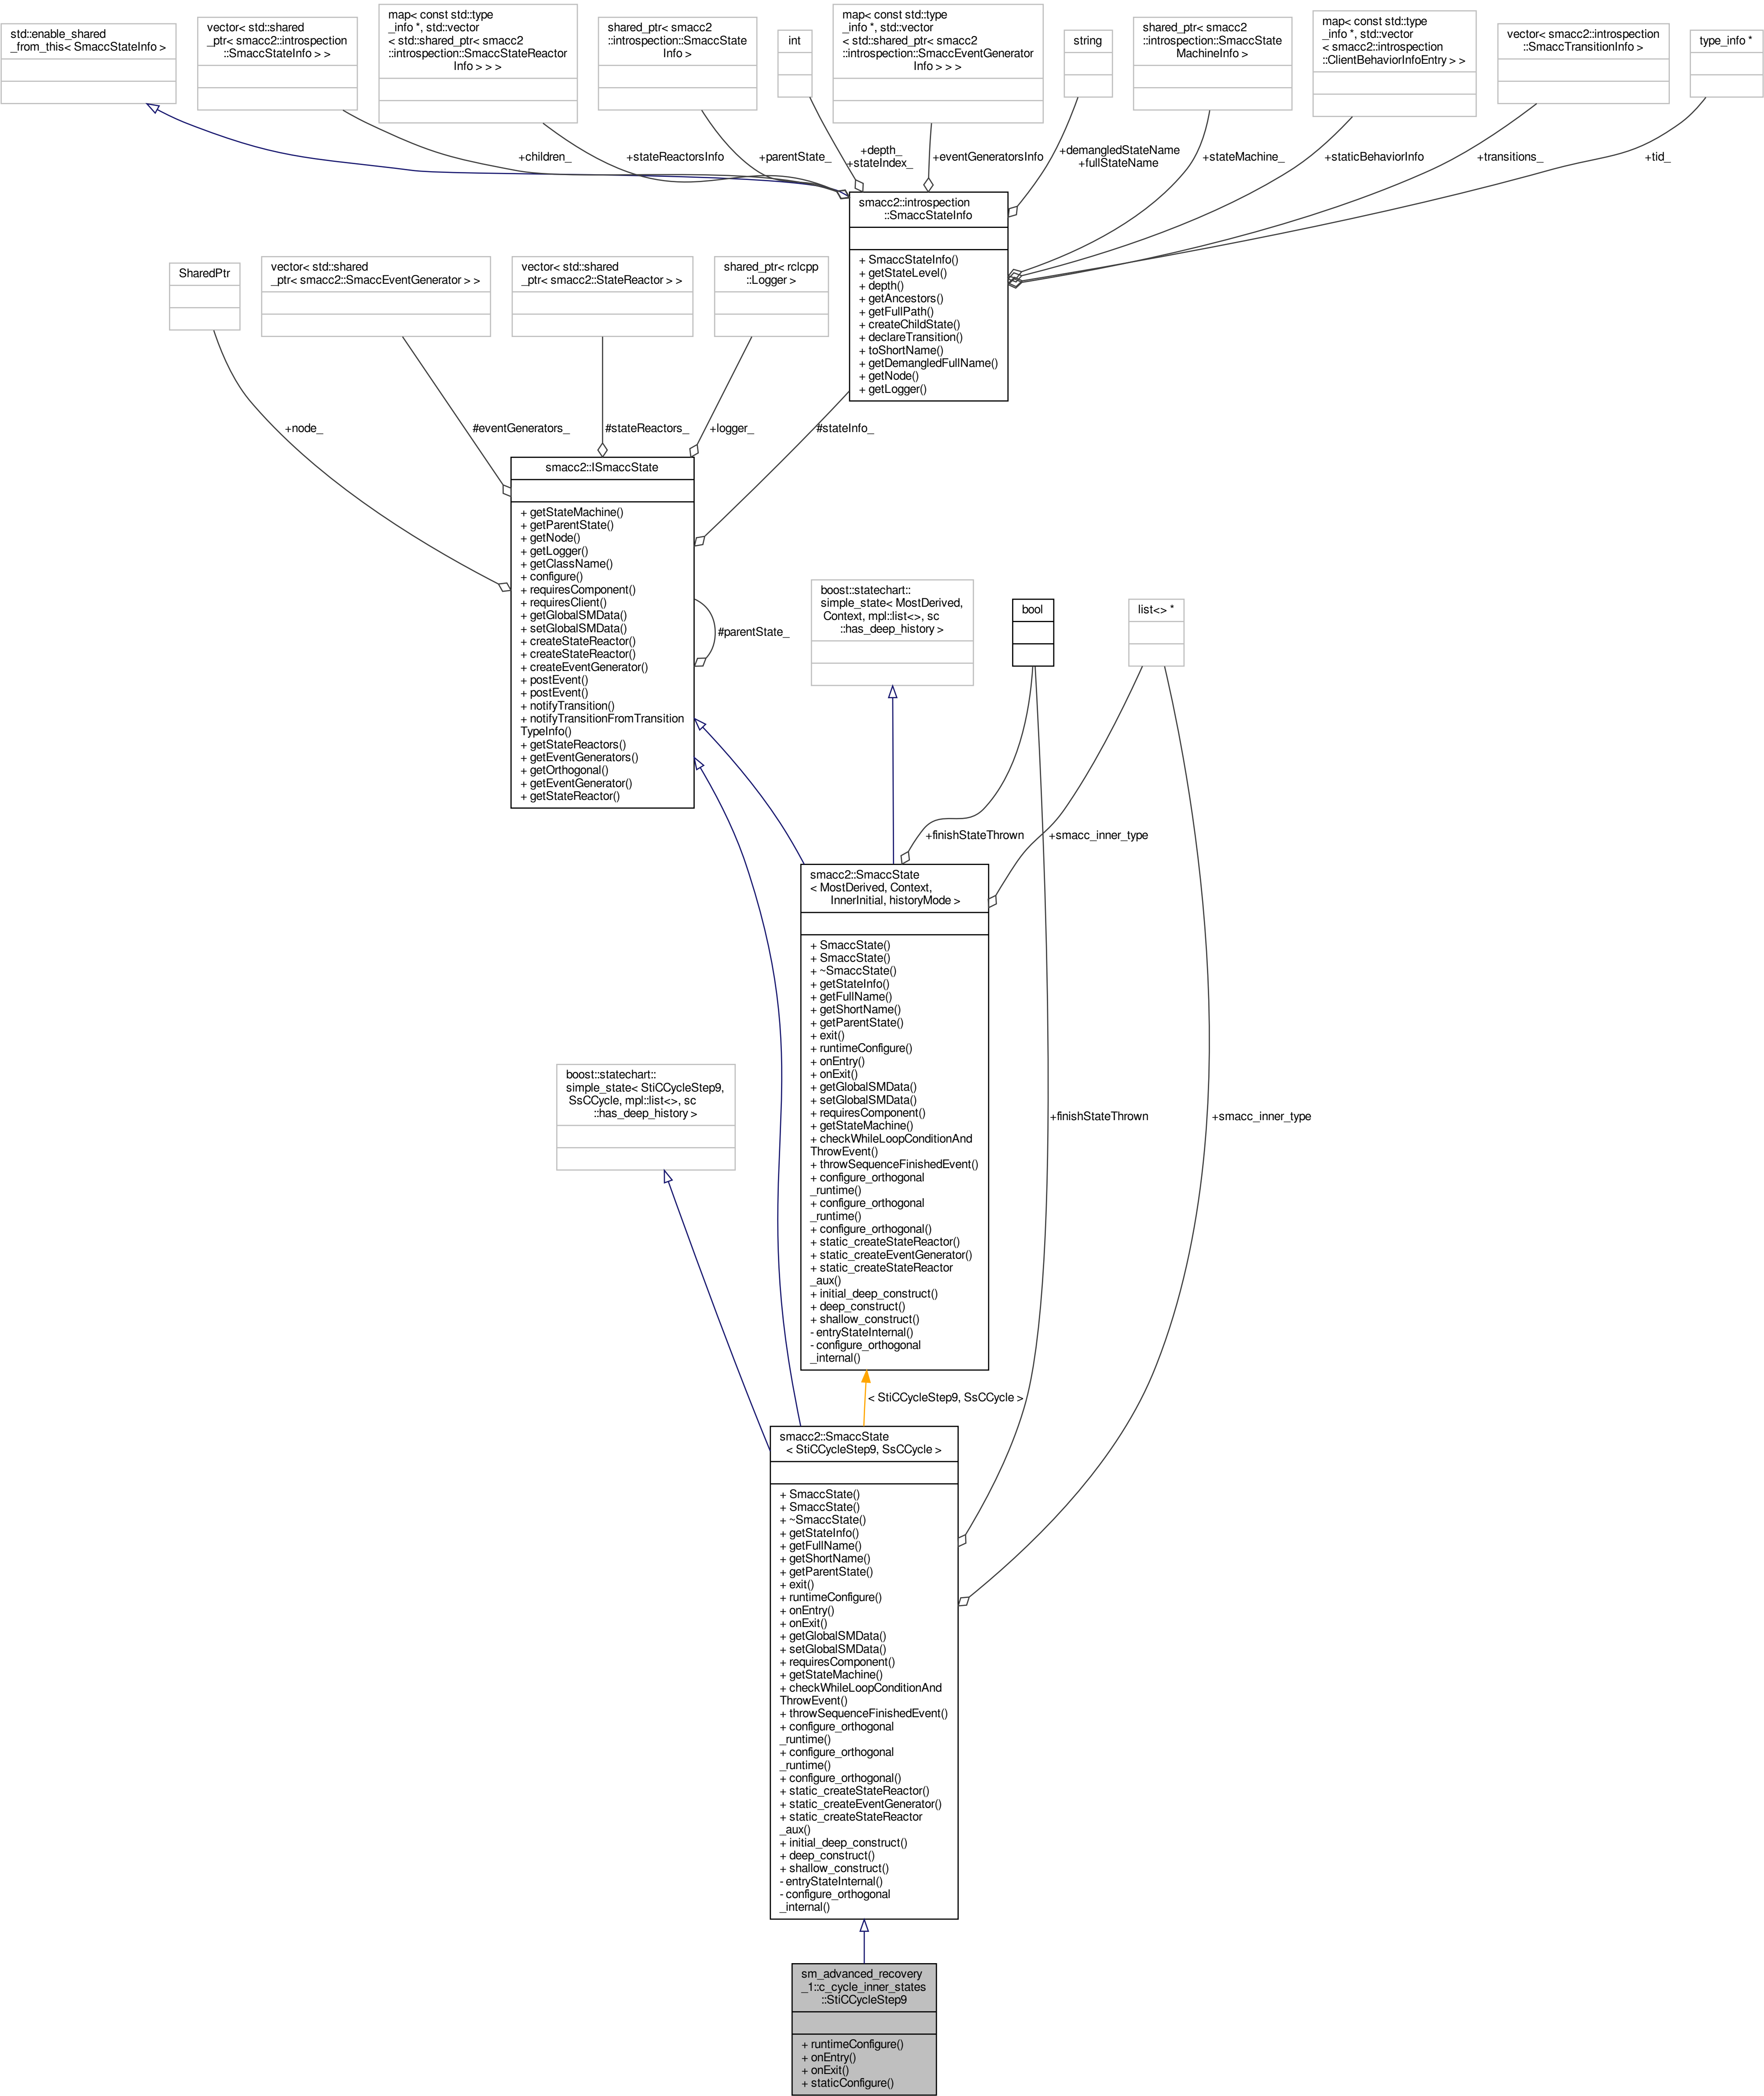 std::enable_shared
_from_this< SmaccStateInfo >
vector< std::shared
_ptr< smacc2::introspection
::SmaccStateInfo > >
map< const std::type
_info *, std::vector
< std::shared_ptr< smacc2
::introspection::SmaccStateReactor
Info > > >
shared_ptr< smacc2
::introspection::SmaccState
Info >
int
map< const std::type
_info *, std::vector
< std::shared_ptr< smacc2
::introspection::SmaccEventGenerator
Info > > >
string
shared_ptr< smacc2
::introspection::SmaccState
MachineInfo >
map< const std::type
_info *, std::vector
< smacc2::introspection
::ClientBehaviorInfoEntry > >
vector< smacc2::introspection
::SmaccTransitionInfo >
type_info *
+children_
+stateReactorsInfo
+parentState_
+depth_
+stateIndex_
+eventGeneratorsInfo
+demangledStateName
+fullStateName
+stateMachine_
+staticBehaviorInfo
+transitions_
+tid_
smacc2::introspection
::SmaccStateInfo
+ SmaccStateInfo()
+ getStateLevel()
+ depth()
+ getAncestors()
+ getFullPath()
+ createChildState()
+ declareTransition()
+ toShortName()
+ getDemangledFullName()
+ getNode()
+ getLogger()
SharedPtr
vector< std::shared
_ptr< smacc2::SmaccEventGenerator > >
vector< std::shared
_ptr< smacc2::StateReactor > >
shared_ptr< rclcpp
::Logger >
+node_
#eventGenerators_
#stateReactors_
+logger_
#stateInfo_
smacc2::ISmaccState
+ getStateMachine()
+ getParentState()
+ getNode()
+ getLogger()
+ getClassName()
+ configure()
+ requiresComponent()
+ requiresClient()
+ getGlobalSMData()
+ setGlobalSMData()
+ createStateReactor()
+ createStateReactor()
+ createEventGenerator()
+ postEvent()
+ postEvent()
+ notifyTransition()
+ notifyTransitionFromTransition
TypeInfo()
+ getStateReactors()
+ getEventGenerators()
+ getOrthogonal()
+ getEventGenerator()
+ getStateReactor()
#parentState_
boost::statechart::
simple_state< MostDerived,
Context, mpl::list<>, sc
::has_deep_history >
bool
list<> *
+finishStateThrown
+smacc_inner_type
smacc2::SmaccState
< MostDerived, Context,
InnerInitial, historyMode >
+ SmaccState()
+ SmaccState()
+ ~SmaccState()
+ getStateInfo()
+ getFullName()
+ getShortName()
+ getParentState()
+ exit()
+ runtimeConfigure()
+ onEntry()
+ onExit()
+ getGlobalSMData()
+ setGlobalSMData()
+ requiresComponent()
+ getStateMachine()
+ checkWhileLoopConditionAnd
ThrowEvent()
+ throwSequenceFinishedEvent()
+ configure_orthogonal
_runtime()
+ configure_orthogonal
_runtime()
+ configure_orthogonal()
+ static_createStateReactor()
+ static_createEventGenerator()
+ static_createStateReactor
_aux()
+ initial_deep_construct()
+ deep_construct()
+ shallow_construct()
- entryStateInternal()
- configure_orthogonal
_internal()
boost::statechart::
simple_state< StiCCycleStep9,
SsCCycle, mpl::list<>, sc
::has_deep_history >
+finishStateThrown
+smacc_inner_type
< StiCCycleStep9, SsCCycle >
smacc2::SmaccState
< StiCCycleStep9, SsCCycle >
+ SmaccState()
+ SmaccState()
+ ~SmaccState()
+ getStateInfo()
+ getFullName()
+ getShortName()
+ getParentState()
+ exit()
+ runtimeConfigure()
+ onEntry()
+ onExit()
+ getGlobalSMData()
+ setGlobalSMData()
+ requiresComponent()
+ getStateMachine()
+ checkWhileLoopConditionAnd
ThrowEvent()
+ throwSequenceFinishedEvent()
+ configure_orthogonal
_runtime()
+ configure_orthogonal
_runtime()
+ configure_orthogonal()
+ static_createStateReactor()
+ static_createEventGenerator()
+ static_createStateReactor
_aux()
+ initial_deep_construct()
+ deep_construct()
+ shallow_construct()
- entryStateInternal()
- configure_orthogonal
_internal()
sm_advanced_recovery
_1::c_cycle_inner_states
::StiCCycleStep9
+ runtimeConfigure()
+ onEntry()
+ onExit()
+ staticConfigure()